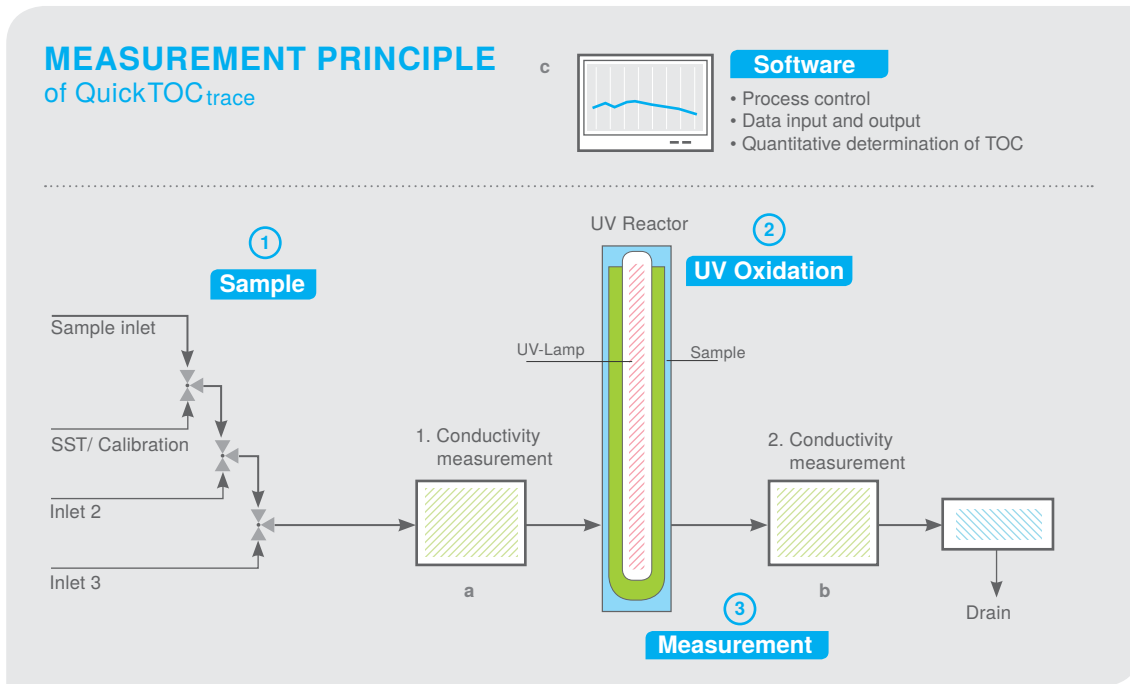 MEASUREMENT PRINCIPLE
of QuickTOCtrace
c
Software
• Process control
• Data input and output
• Quantitative determination of TOC
1
Sample
UV Reactor
2
UV Oxidation
Sample inlet
UV-Lamp
Sample
SST/ Calibration
1. Conductivity
measurement
2. Conductivity
measurement
Inlet 2
Inlet 3
a
b
Drain
3
Measurement